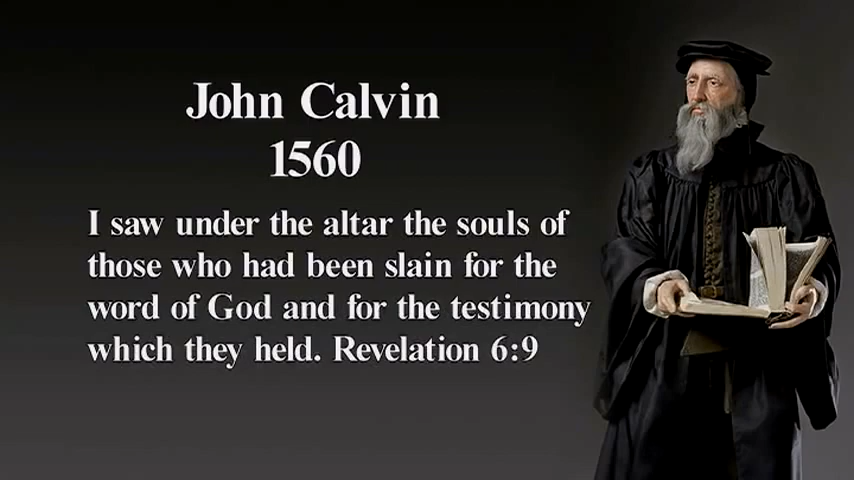 John Calvin
1560
I saw under the altar the souls of
those who had been slain for the
word of God and for the testimony
which they held. Revelation 6:9